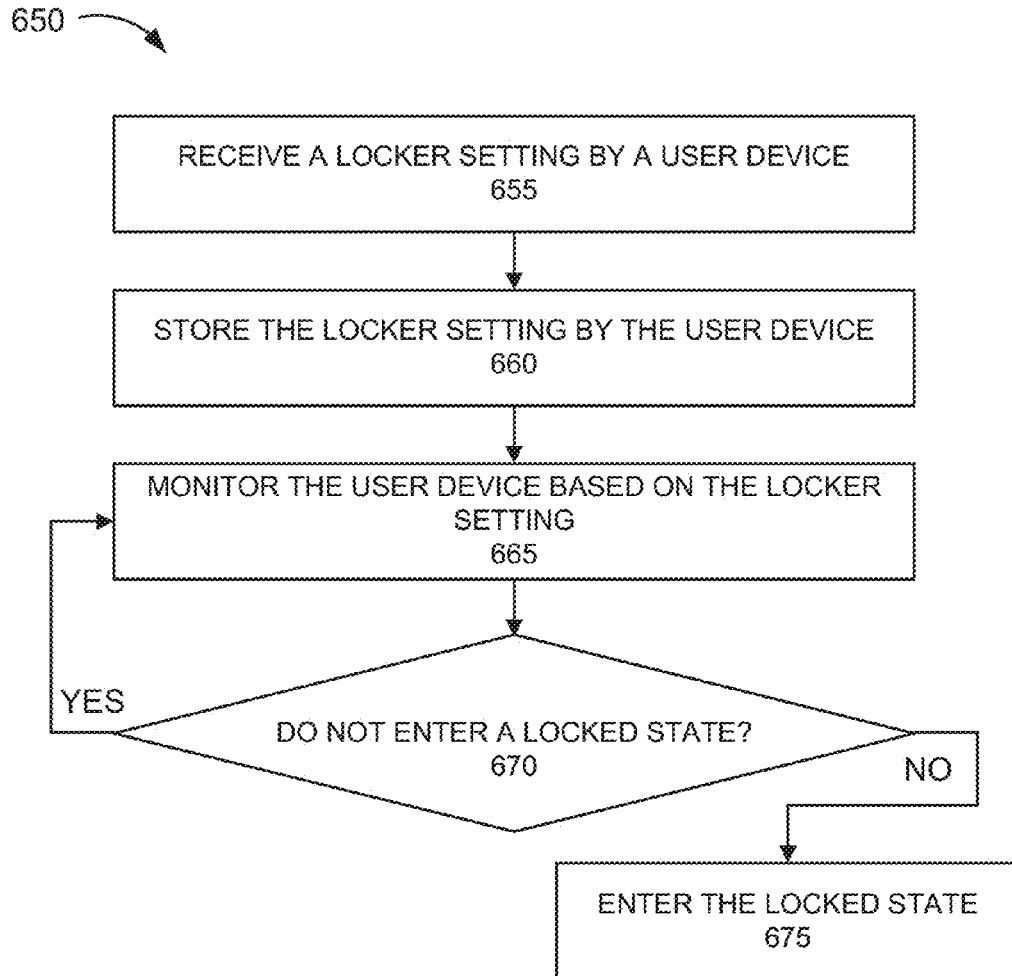 650
RECEIVE A LOCKER SETTING BY A USER DEVICE
655
STORE THE LOCKER SETTING BY THE USER DEVICE
660
MONITOR THE USER DEVICE BASED ON THE LOCKER
SETTING
665
YES
DO NOT ENTER A LOCKED STATE?
670
NO
ENTER THE LOCKED STATE
675